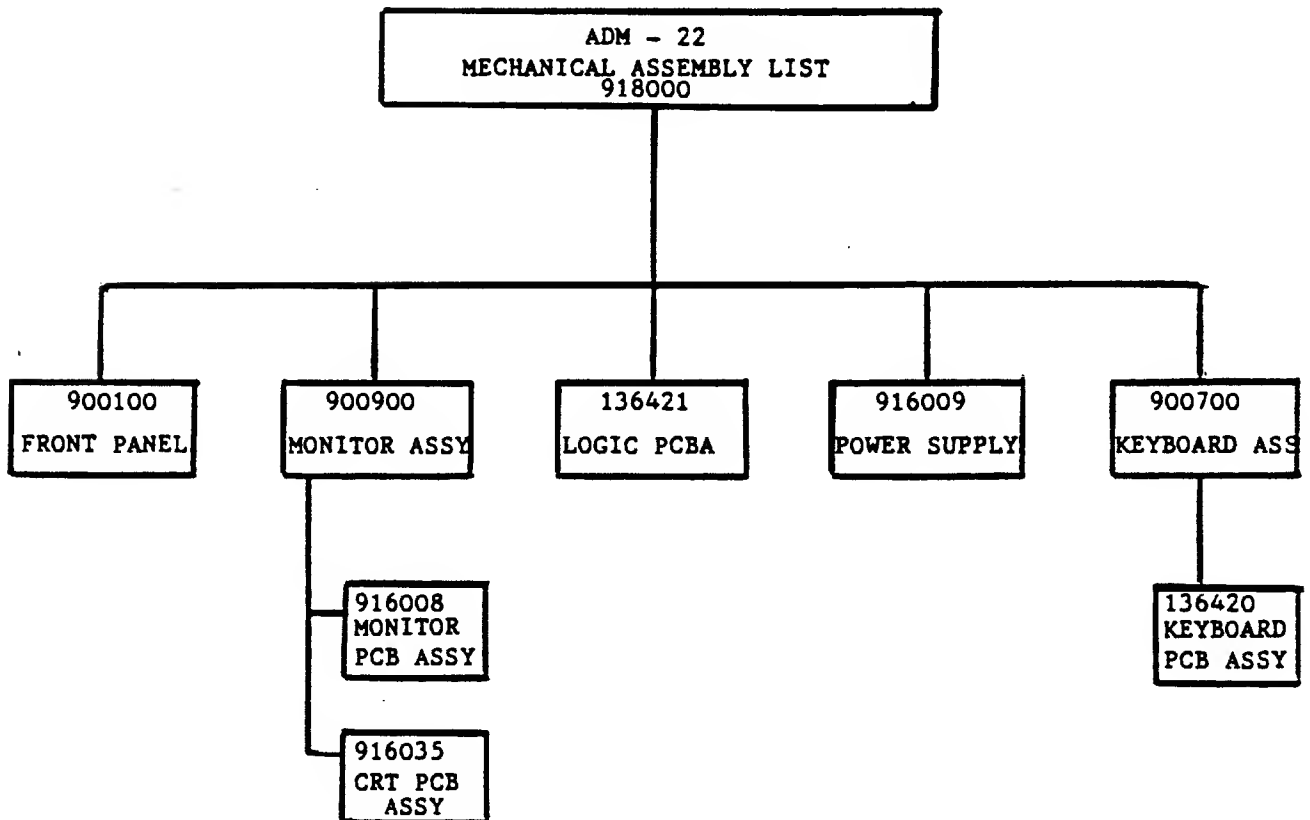 ADM - 22
MECHANICAL ASSEMBLY LIST
918000
900100
FRONT PANEL
900900
MONITOR ASSY
136421
LOGIC PCBA
916009
POWER SUPPLY
900700
KEYBOARD ASS
916008
MONITOR
PCB ASSY
916035
CRT PCB
ASSY
136420
KEYBOARD
PCB ASSY